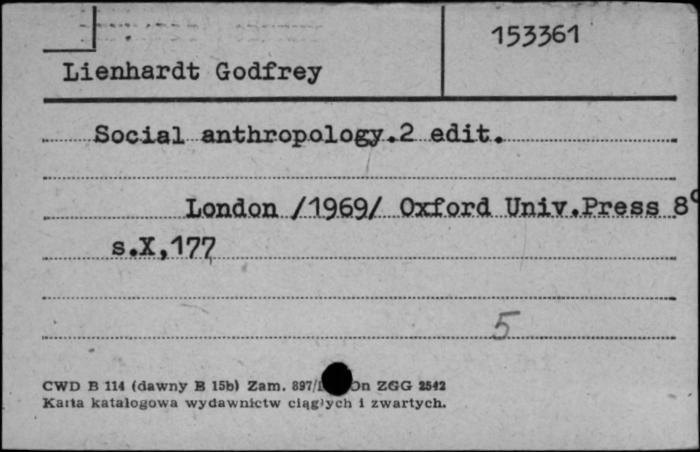 153361
Lienhardt Godfrey
Social anthropology.2 edit.
London /1969/ Oxford Univ.Press 8°
s.X,177
5
CWD B 114 (dawny B 15b) Zam. 897/ Dn ZGG 2542
Karta katalogowa wydawnictw ciągłych i zwartych.